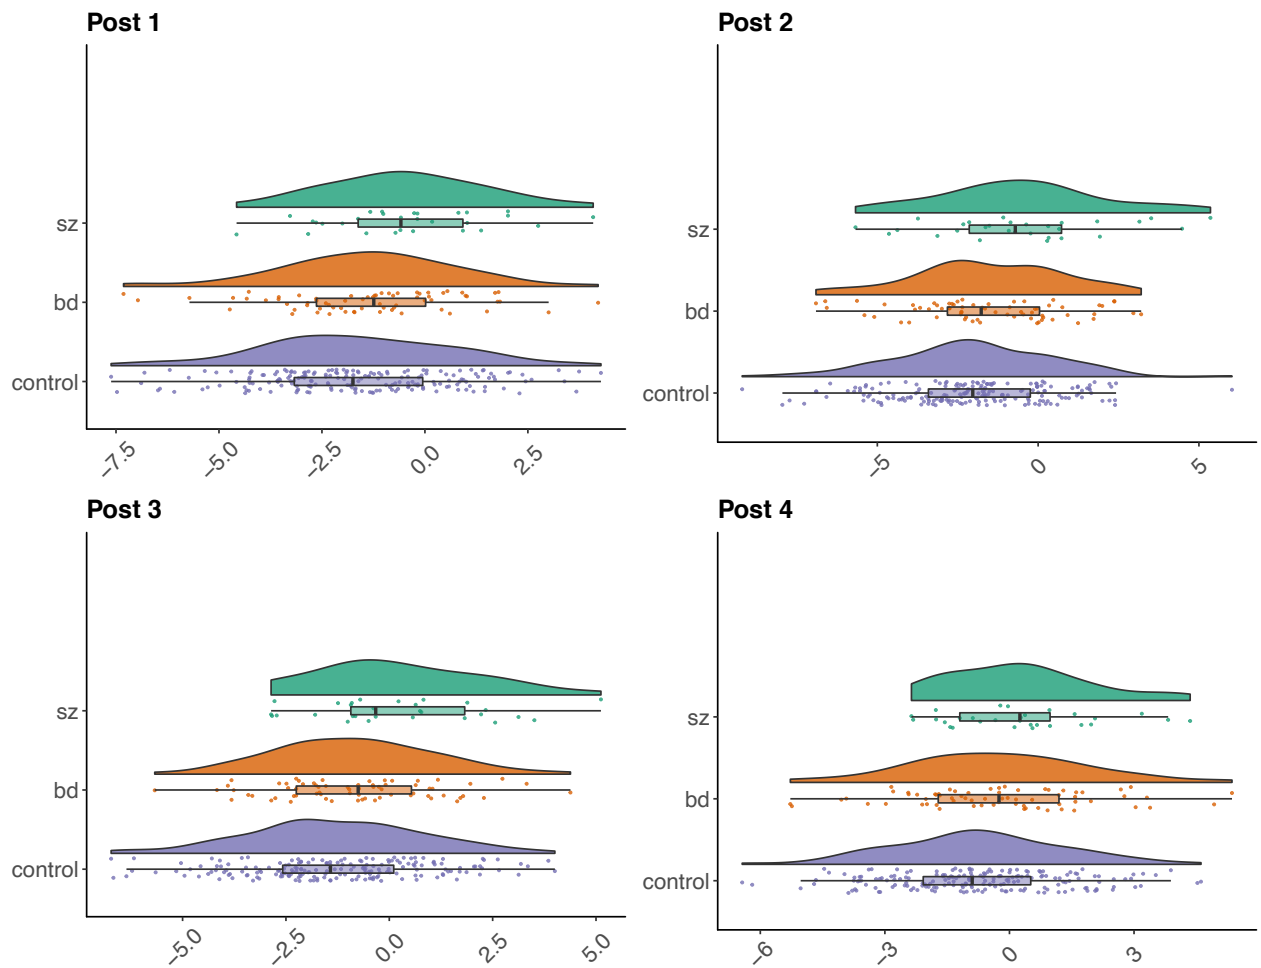 Post 1
sz
bd
control
−7.5 −5.0 −2.5 0.0 2.5
Post 2
sz
bd
control
−5 0 5
Post 3
sz
bd
control
−5.0 −2.5 0.0 2.5 5.0
Post 4
sz
bd
control
−6 −3 0 3